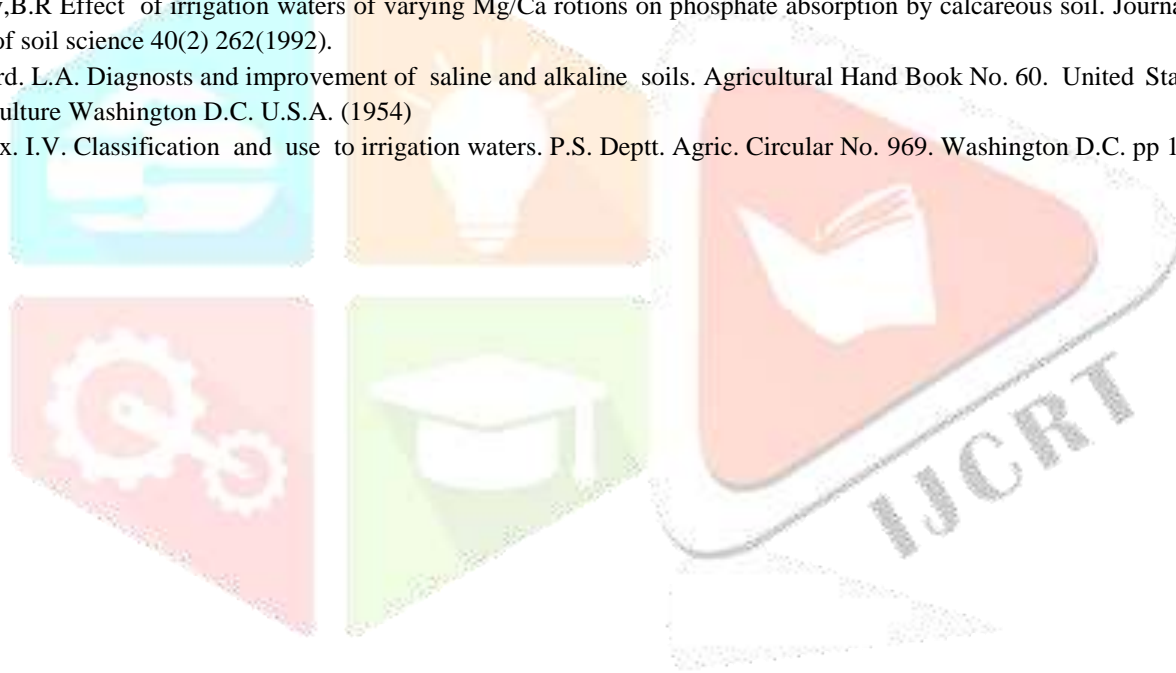 ,B.R Effect of irrigation waters of varying Mg/Ca rotions on phosphate absorption by calcareous soil. Journa
of soil science 40(2) 262(1992).
rd. L.A. Diagnosts and improvement of saline and alkaline soils. Agricultural Hand Book No. 60. United Sta
ulture Washington D.C. U.S.A. (1954)
x. I.V. Classification and use to irrigation waters. P.S. Deptt. Agric. Circular No. 969. Washington D.C. pp 1
IJCRT